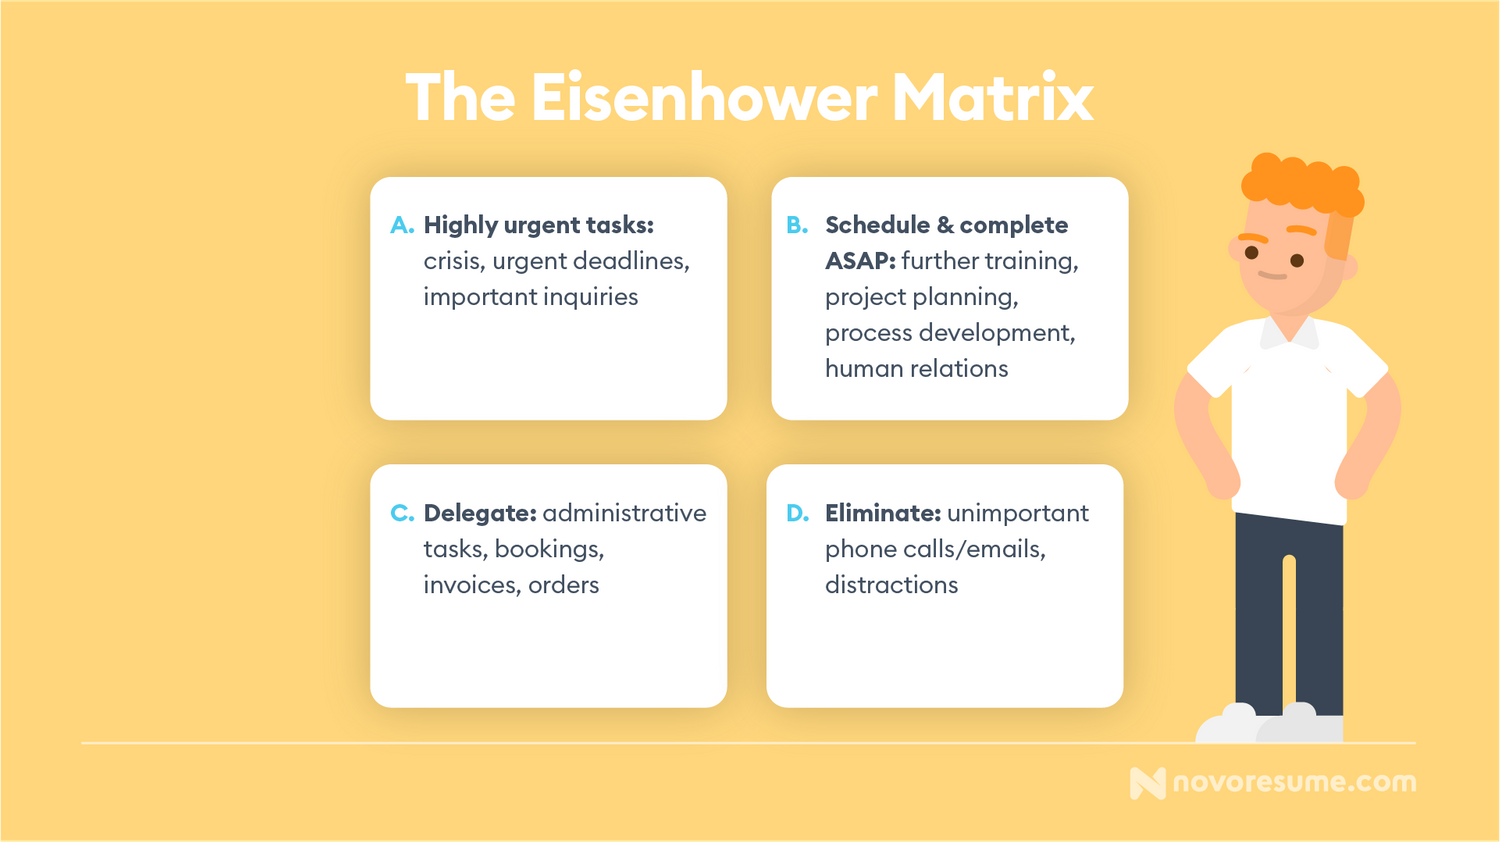 The Eisenhower Matrix
A. Highly urgent tasks:
crisis, urgent deadlines,
important inquiries
B. Schedule & complete
ASAP: further training,
project planning,
process development,
human relations
C. Delegate: administrative
tasks, bookings,
invoices, orders
D. Eliminate: unimportant
phone calls/emails,
distractions
novoresume.com